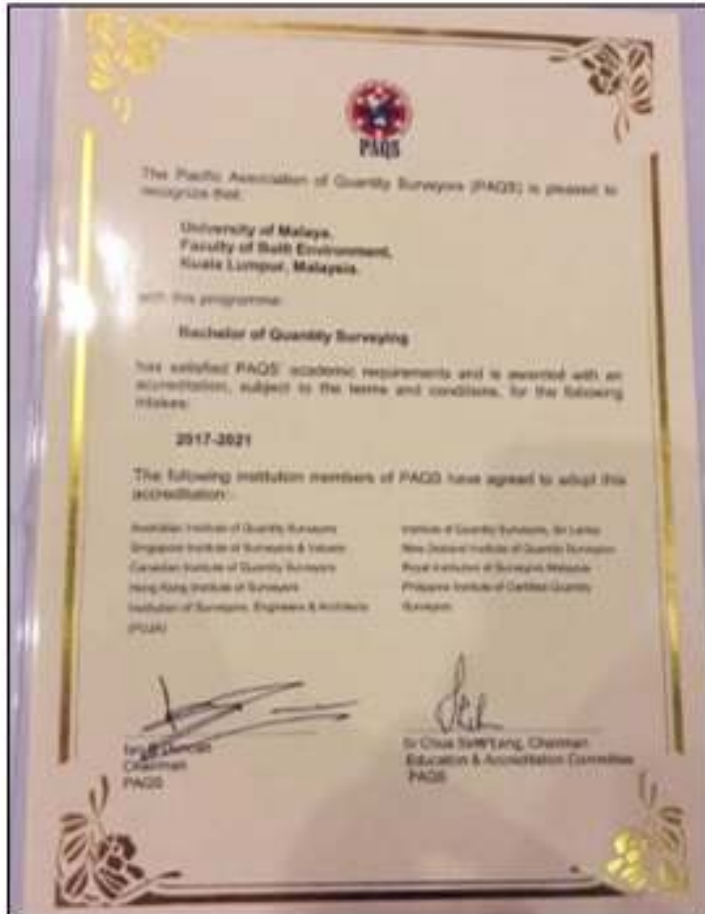 PAQS
The Pacific Association of Quantity Surveyors (PAQS) is pleased to
recognize that:
University of Malaya,
Faculty of Built Environment,
Kuala Lumpur, Malaysia.
with this programme:
Bachelor of Quantity Surveying
has satisfied PAQS' academic requirements and is awarded with an
accreditation, subject to the terms and conditions, for the following
intakes:
2017-2021
The following institution members of PAQS have agreed to adopt this
accreditation:-
Australian Institute of Quantity Surveyors
Singapore Institute of Surveyors & Valuers
Canadian Institute of Quantity Surveyors
Hong Kong Institute of Surveyors
Institution of Surveyors, Engineers & Architects
Institute of Quantity Surveyors, Sri Lanka
New Zealand Institute of Quantity Surveyors
Royal Institution of Surveyors Malaysia
Philippine Institute of Certified Quantity
Surveyors
Duncan
Chairman
PAQS
Sr Chua Leng, Chairman
Education & Accreditation Committee
PAQS